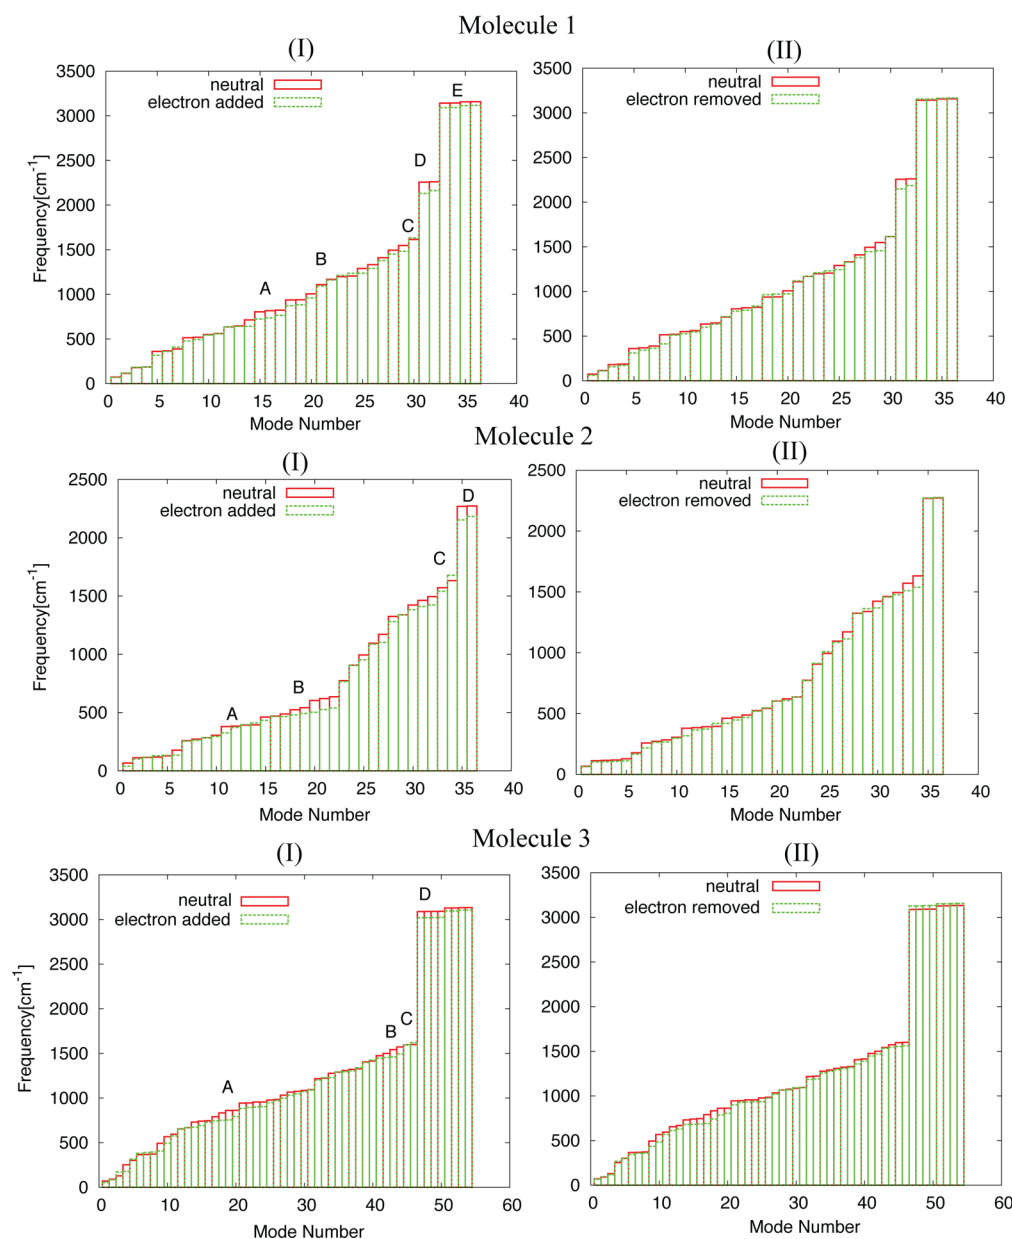 Molecule 1
(I)
(II)
neutral
electron added
A
B
C
D
E
3500
3000
2500
2000
1500
1000
500
0
Frequency[cm-1]
0
5
10
15
20
25
30
35
40
Mode Number
neutral
electron removed
3500
3000
2500
2000
1500
1000
500
0
0
5
10
15
20
25
30
35
40
Mode Number
Molecule 2
(I)
(II)
neutral
electron added
A
B
C
D
2500
2000
1500
1000
500
0
Frequency[cm-1]
0
5
10
15
20
25
30
35
40
Mode Number
neutral
electron removed
2500
2000
1500
1000
500
0
0
5
10
15
20
25
30
35
40
Mode Number
Molecule 3
(I)
(II)
neutral
electron added
A
B
C
D
3500
3000
2500
2000
1500
1000
500
0
Frequency[cm-1]
0
10
20
30
40
50
60
Mode Number
neutral
electron removed
3500
3000
2500
2000
1500
1000
500
0
0
10
20
30
40
50
60
Mode Number